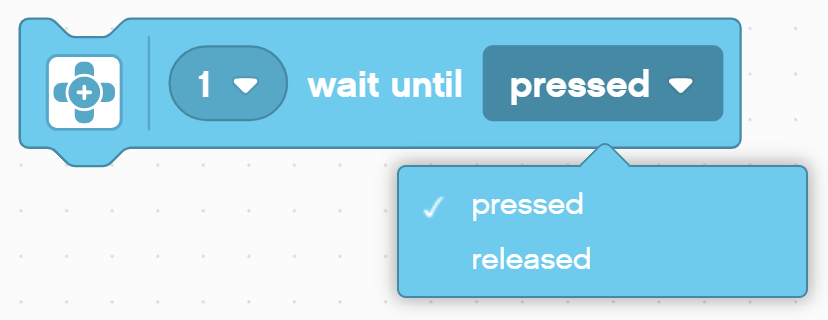 1 wait until pressed
pressed
released